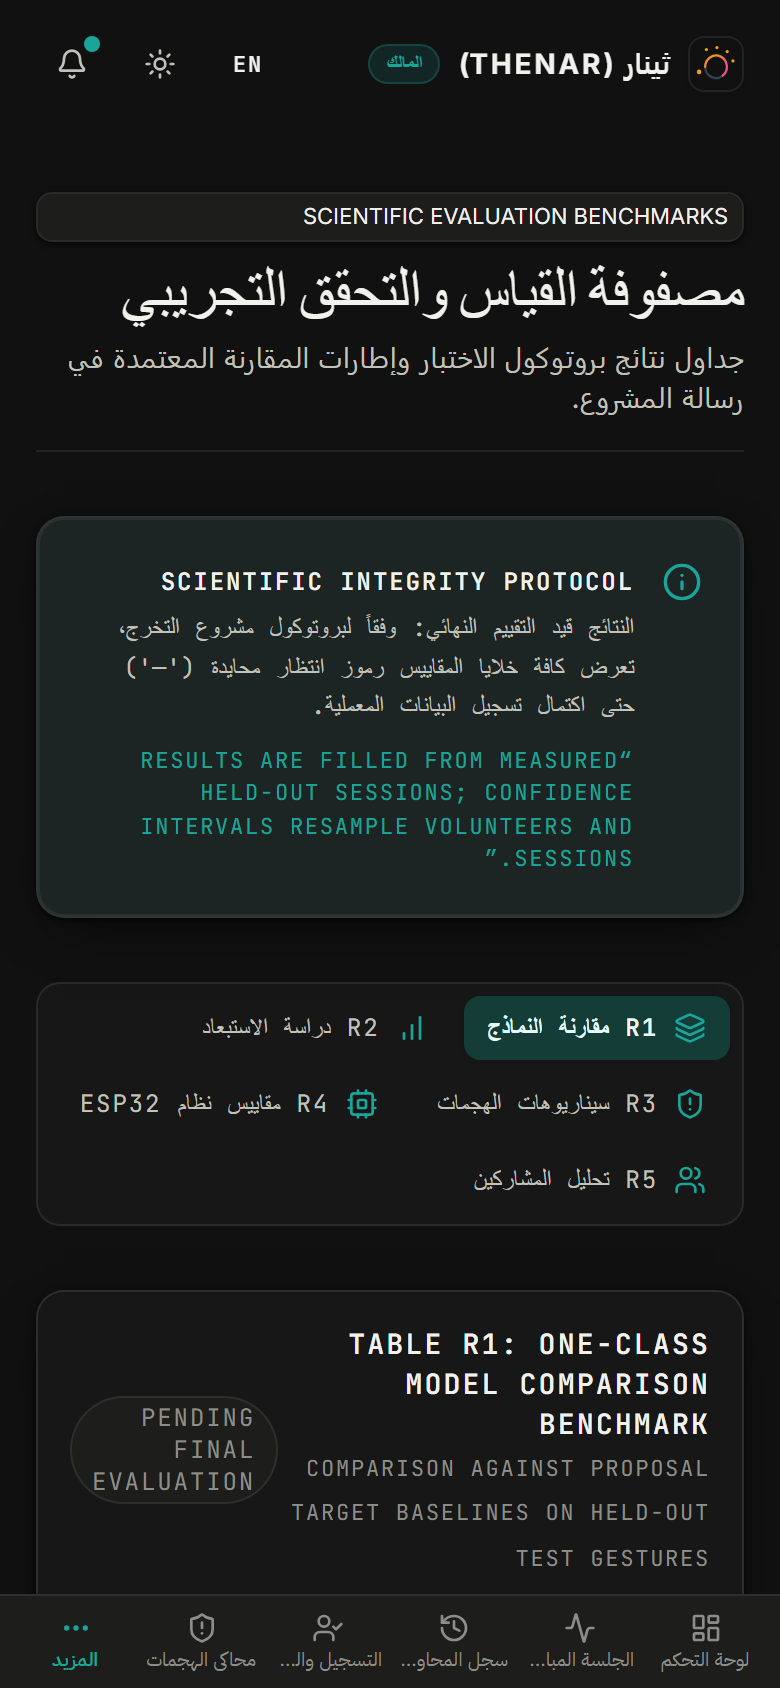 ثينار (THENAR)
المالك
EN
SCIENTIFIC EVALUATION BENCHMARKS
مصفوفة القياس والتحقق التجريبي
جداول نتائج بروتوكول الاختبار وإطارات المقارنة المعتمدة في
رسالة المشروع.
SCIENTIFIC INTEGRITY PROTOCOL
النتائج قيد التقييم النهائي: وفقاً لبروتوكول مشروع التخرج،
تعرض كافة خلايا المقاييس رموز انتظار محايدة ('—')
حتى اكتمال تسجيل البيانات المعملية.
“RESULTS ARE FILLED FROM MEASURED
HELD-OUT SESSIONS; CONFIDENCE
INTERVALS RESAMPLE VOLUNTEERS AND
SESSIONS.”
R1 مقارنة النماذج
R2 دراسة الاستبعاد
R3 سيناريوهات الهجمات
R4 مقاييس نظام ESP32
R5 تحليل المشاركين
TABLE R1: ONE-CLASS
MODEL COMPARISON
BENCHMARK
COMPARISON AGAINST PROPOSAL
TARGET BASELINES ON HELD-OUT
TEST GESTURES
PENDING
FINAL
EVALUATION
لوحة التحكم
الجلسة المبا...
سجل المحاو...
التسجيل والـ...
محاكي الهجمات
المزيد